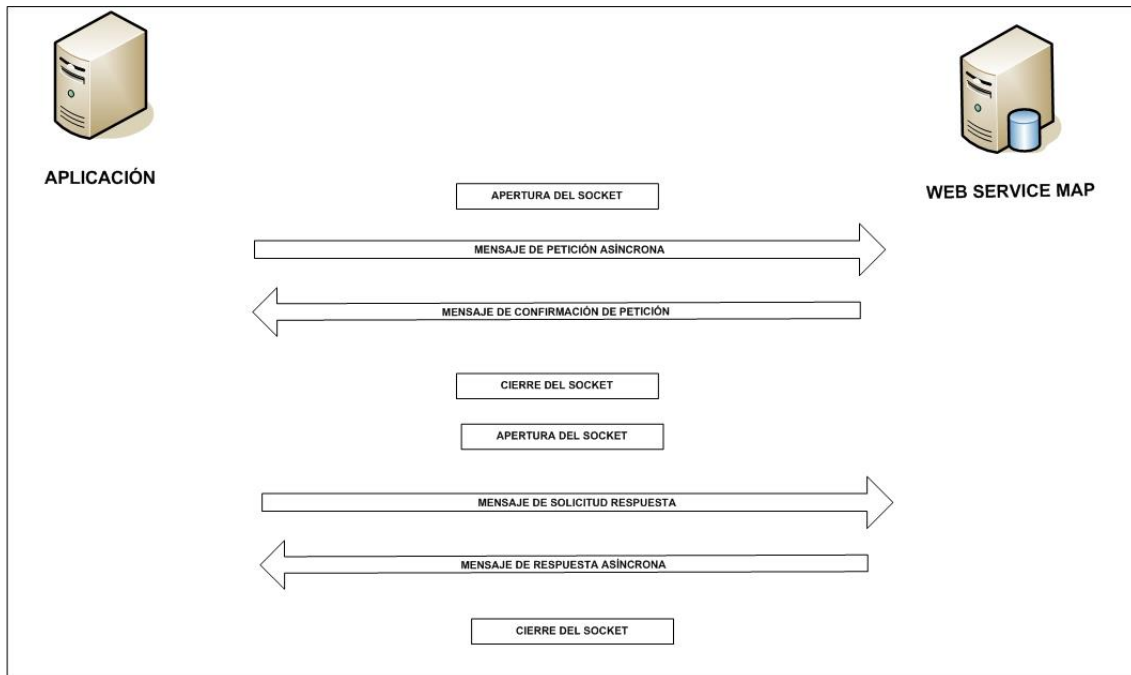 APLICACIÓN
WEB SERVICE MAP
APERTURA DEL SOCKET
MENSAJE DE PETICIÓN ASÍNCRONA
MENSAJE DE CONFIRMACIÓN DE PETICIÓN
CIERRE DEL SOCKET
APERTURA DEL SOCKET
MENSAJE DE SOLICITUD RESPUESTA
MENSAJE DE RESPUESTA ASÍNCRONA
CIERRE DEL SOCKET